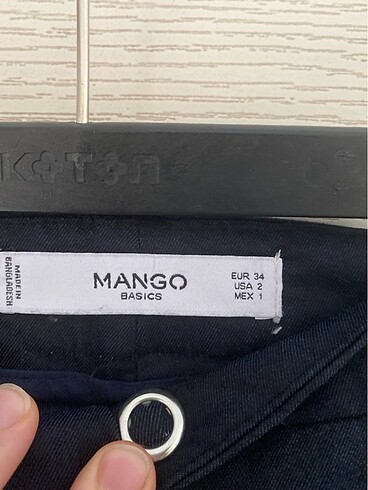 KOTON
MADE IN
BANGLADESH
MANGO
BASICS
EUR 34
USA 2
MEX 1